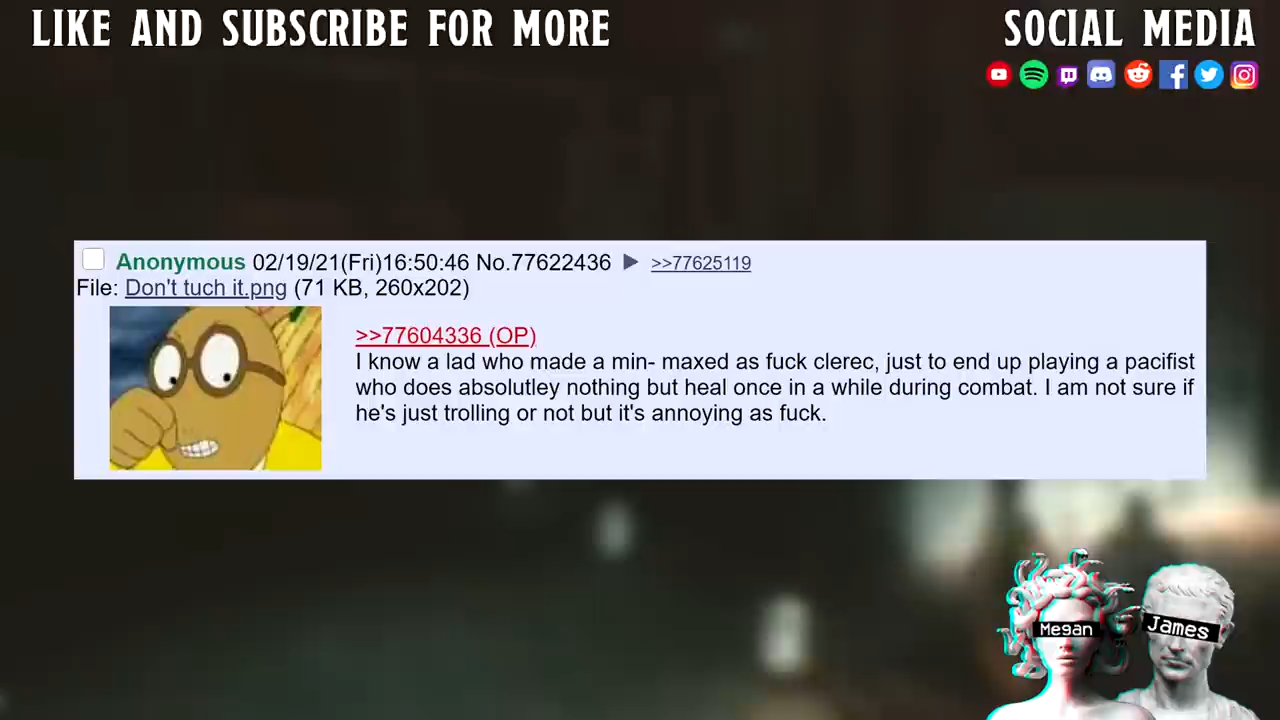 LIKE AND SUBSCRIBE FOR MORE
SOCIAL MEDIA
Anonymous 02/19/21(Fri)16:50:46 No.77622436 ▶ >>77625119
File: Don't tuch it.png (71 KB, 260x202)
>>77604336 (OP)
I know a lad who made a min- maxed as fuck clerec, just to end up playing a pacifist
who does absolutley nothing but heal once in a while during combat. I am not sure if
he's just trolling or not but it's annoying as fuck.
Megan
James